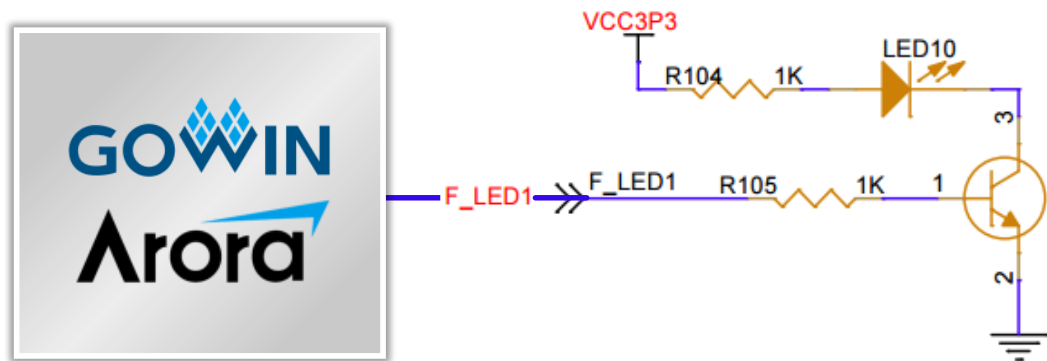 VCC3P3
LED10
R104 1K
3
GOWIN
Arora
F_LED1
F_LED1
R105 1K
1
2